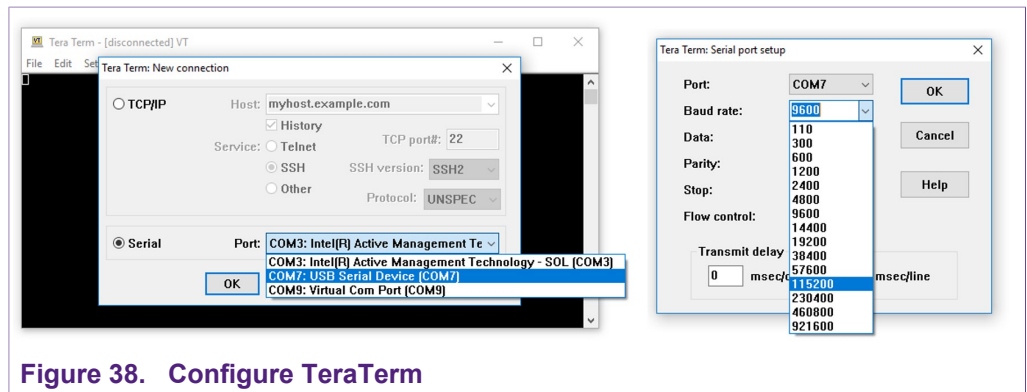 Tera Term - [disconnected] VT
File Edit Set
Tera Term: New connection
TCP/IP Host: myhost.example.com
History
Service: Telnet TCP port#: 22
SSH SSH version: SSH2
Other Protocol: UNSPEC
Serial Port: COM3: Intel(R) Active Management Te
COM3: Intel(R) Active Management Technology - SOL (COM3)
COM7: USB Serial Device (COM7)
COM9: Virtual Com Port (COM9)
OK
Tera Term: Serial port setup
Port: COM7 OK
Baud rate: 9600
110
Data: Cancel
300
600
Parity:
1200
2400
Stop: Help
4800
Flow control: 9600
14400
19200
Transmit delay
38400
57600
0 msec/c msec/line
115200
230400
460800
921600
Figure 38. Configure TeraTerm